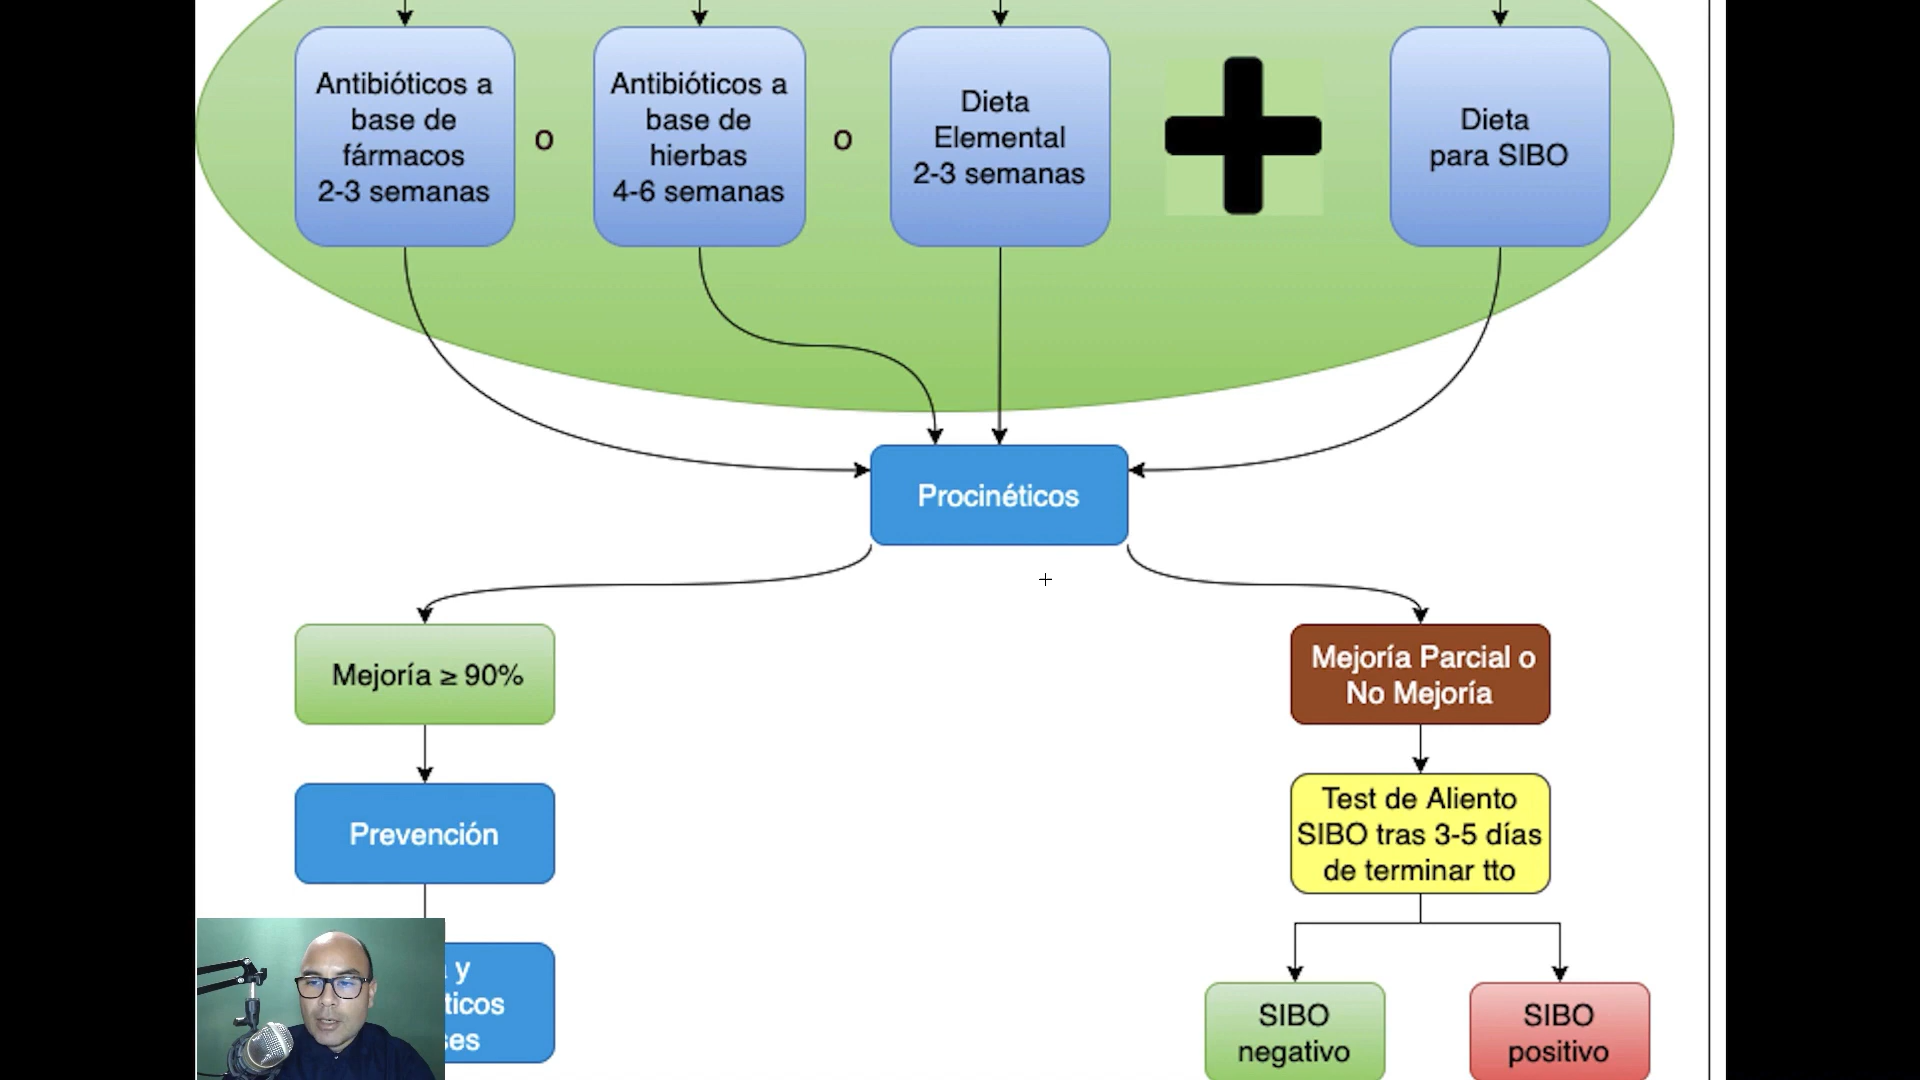 Antibióticos a
base de
fármacos
2-3 semanas
o
Antibióticos a
base de
hierbas
4-6 semanas
o
Dieta
Elemental
2-3 semanas
Dieta
para SIBO
Procinéticos
Mejoría ≥ 90%
Mejoría Parcial o
No Mejoría
Prevención
Test de Aliento
SIBO tras 3-5 días
de terminar tto
y
SIBO
negativo
SIBO
positivo